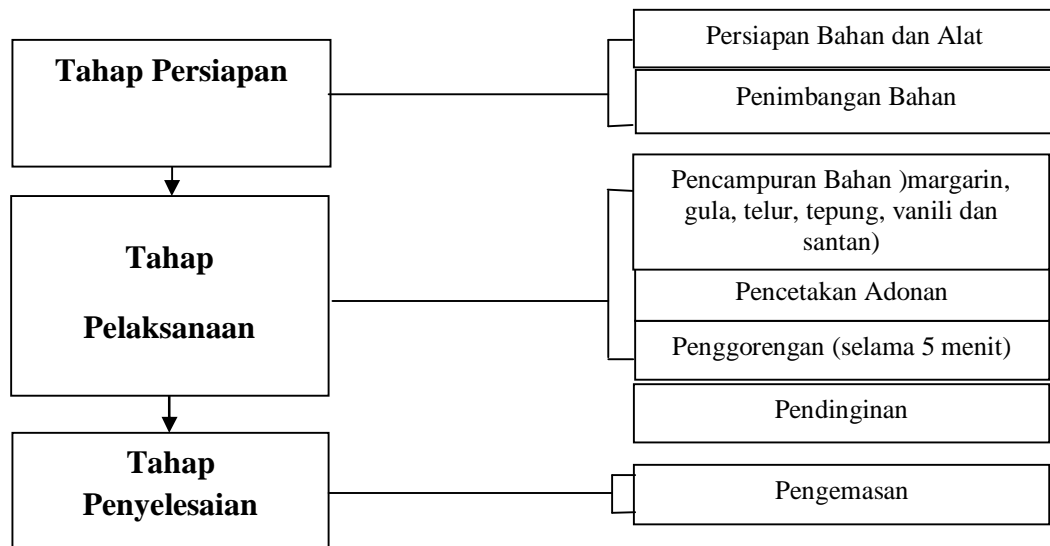 Tahap Persiapan
Persiapan Bahan dan Alat
Penimbangan Bahan
Tahap
Pelaksanaan
Pencampuran Bahan )margarin,
gula, telur, tepung, vanili dan
santan)
Pencetakan Adonan
Penggorengan (selama 5 menit)
Pendinginan
Tahap
Penyelesaian
Pengemasan